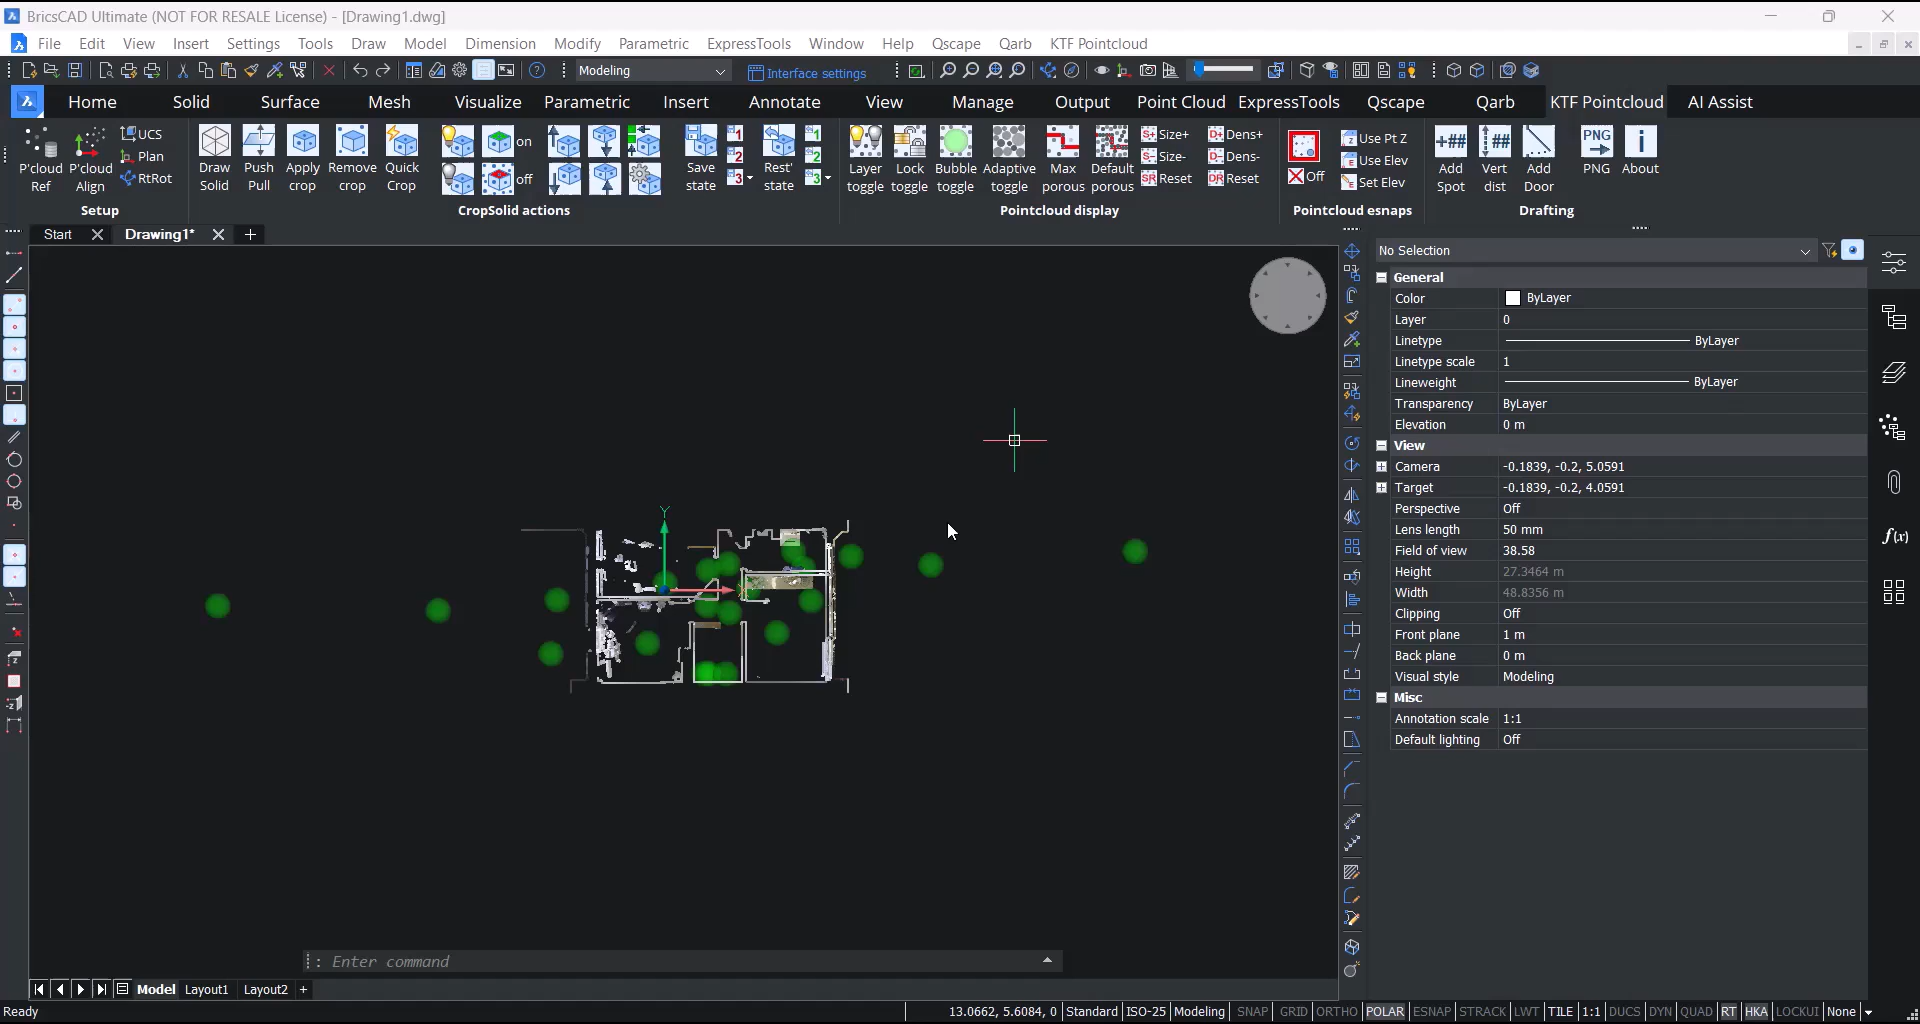 BricsCAD Ultimate (NOT FOR RESALE License) - [Drawing1.dwg]
File Edit View Insert Settings Tools Draw Model Dimension Modify Parametric ExpressTools Window Help Qscape Qarb KTF Pointcloud
Modeling Interface settings
Home Solid Surface Mesh Visualize Parametric Insert Annotate View Manage Output Point Cloud ExpressTools Qscape Qarb KTF Pointcloud AI Assist
P'cloud Ref
P'cloud Align
UCS
Plan
RtRot
Setup
Draw Solid
Push Pull
Apply crop
Remove crop
Quick Crop
on
off
CropSolid actions
Save state
1
2
3
Rest' state
1
2
3
Layer toggle
Lock toggle
Bubble toggle
Adaptive toggle
Max porous
Default porous
S+ Size+
S- Size-
SR Reset
D+ Dens+
D- Dens-
DR Reset
Pointcloud display
Off
Use Pt Z
Use Elev
Set Elev
Pointcloud esnaps
+## Add Spot
## Vert dist
Add Door
Drafting
PNG PNG
i About
Start Drawing1*
Y
No Selection
General
Color ByLayer
Layer 0
Linetype ByLayer
Linetype scale 1
Lineweight ByLayer
Transparency ByLayer
Elevation 0 m
View
Camera -0.1839, -0.2, 5.0591
Target -0.1839, -0.2, 4.0591
Perspective Off
Lens length 50 mm
Field of view 38.58
Height 27.3464 m
Width 48.8356 m
Clipping Off
Front plane 1 m
Back plane 0 m
Visual style Modeling
Misc
Annotation scale 1:1
Default lighting Off
f(x)
: Enter command
Model Layout1 Layout2 +
Ready 13.0662, 5.6084, 0 Standard ISO-25 Modeling SNAP GRID ORTHO POLAR ESNAP STRACK LWT TILE 1:1 DUCS DYN QUAD RT HKA LOCKUI None